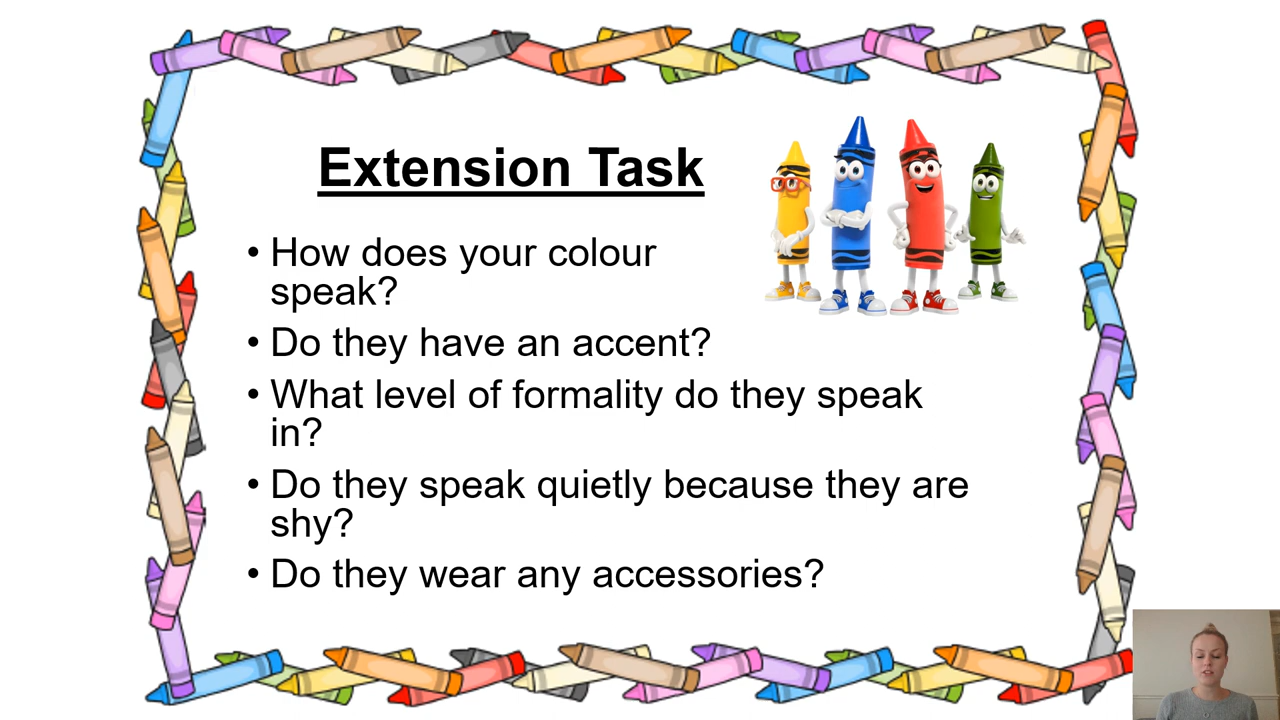 Extension Task
• How does your colour
speak?
• Do they have an accent?
• What level of formality do they speak
in?
• Do they speak quietly because they are
shy?
• Do they wear any accessories?